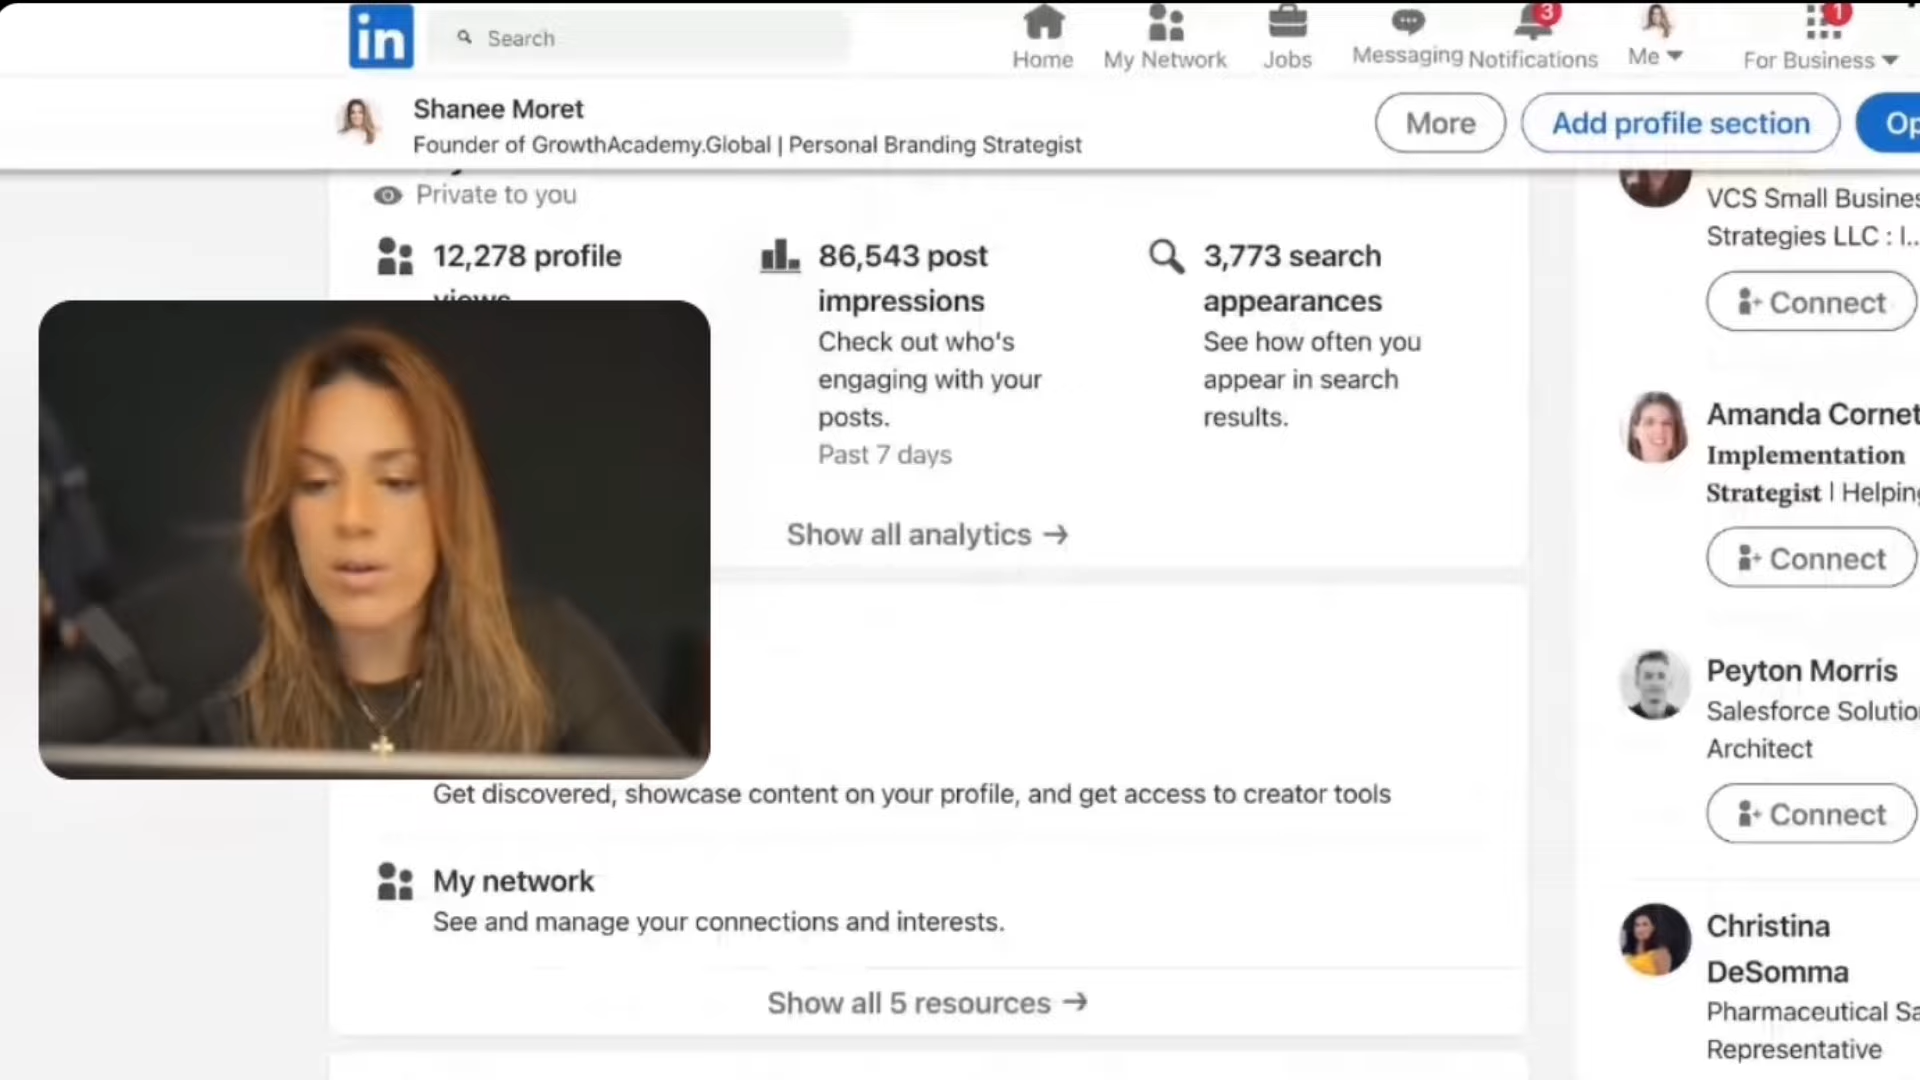 in
Search
Home
My Network
Jobs
Messaging
3
Notifications
Me
1
For Business
Shanee Moret
Founder of GrowthAcademy.Global | Personal Branding Strategist
More
Add profile section
Private to you
12,278 profile
views
86,543 post
impressions
Check out who's
engaging with your
posts.
Past 7 days
3,773 search
appearances
See how often you
appear in search
results.
Show all analytics →
Get discovered, showcase content on your profile, and get access to creator tools
My network
See and manage your connections and interests.
Show all 5 resources →
VCS Small Busines
Strategies LLC : I...
Connect
Amanda Cornet
Implementation
Strategist | Helping
Connect
Peyton Morris
Salesforce Solutio
Architect
Connect
Christina
DeSomma
Pharmaceutical Sa
Representative